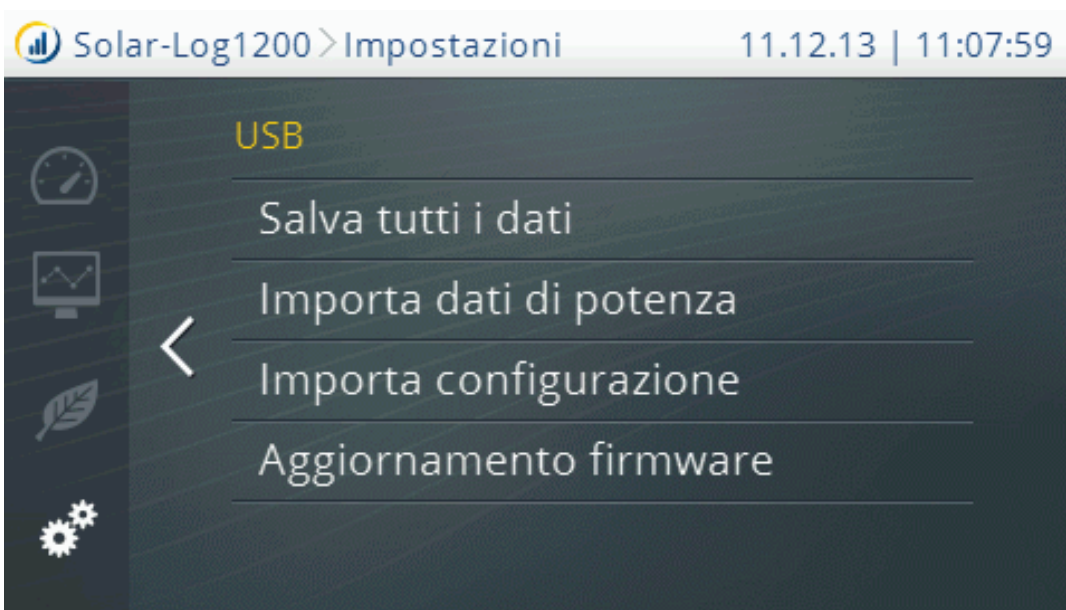 Solar-Log1200 > Impostazioni 11.12.13 | 11:07:59
USB
Salva tutti i dati
Importa dati di potenza
Importa configurazione
Aggiornamento firmware